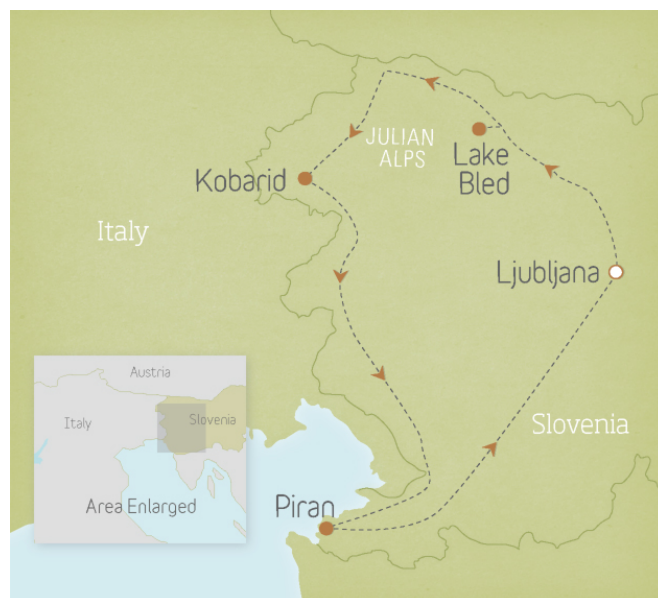 JULIAN
ALPS
Lake
Bled
Kobarid
Italy
Ljubljana
Austria
Italy
Slovenia
Slovenia
Area Enlarged
Piran